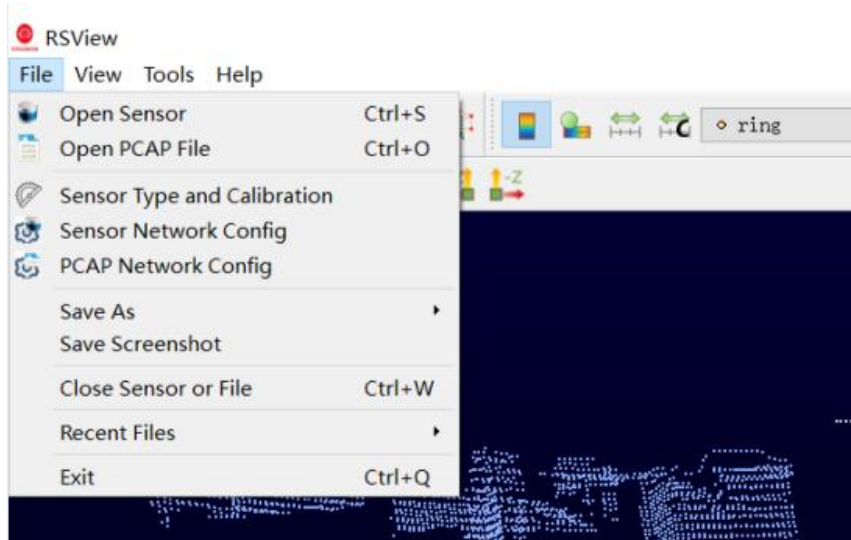 RSView
File View Tools Help
Open Sensor Ctrl+S
Open PCAP File Ctrl+O
ring
Sensor Type and Calibration
-Z
Sensor Network Config
PCAP Network Config
Save As
Save Screenshot
Close Sensor or File Ctrl+W
Recent Files
Exit Ctrl+Q